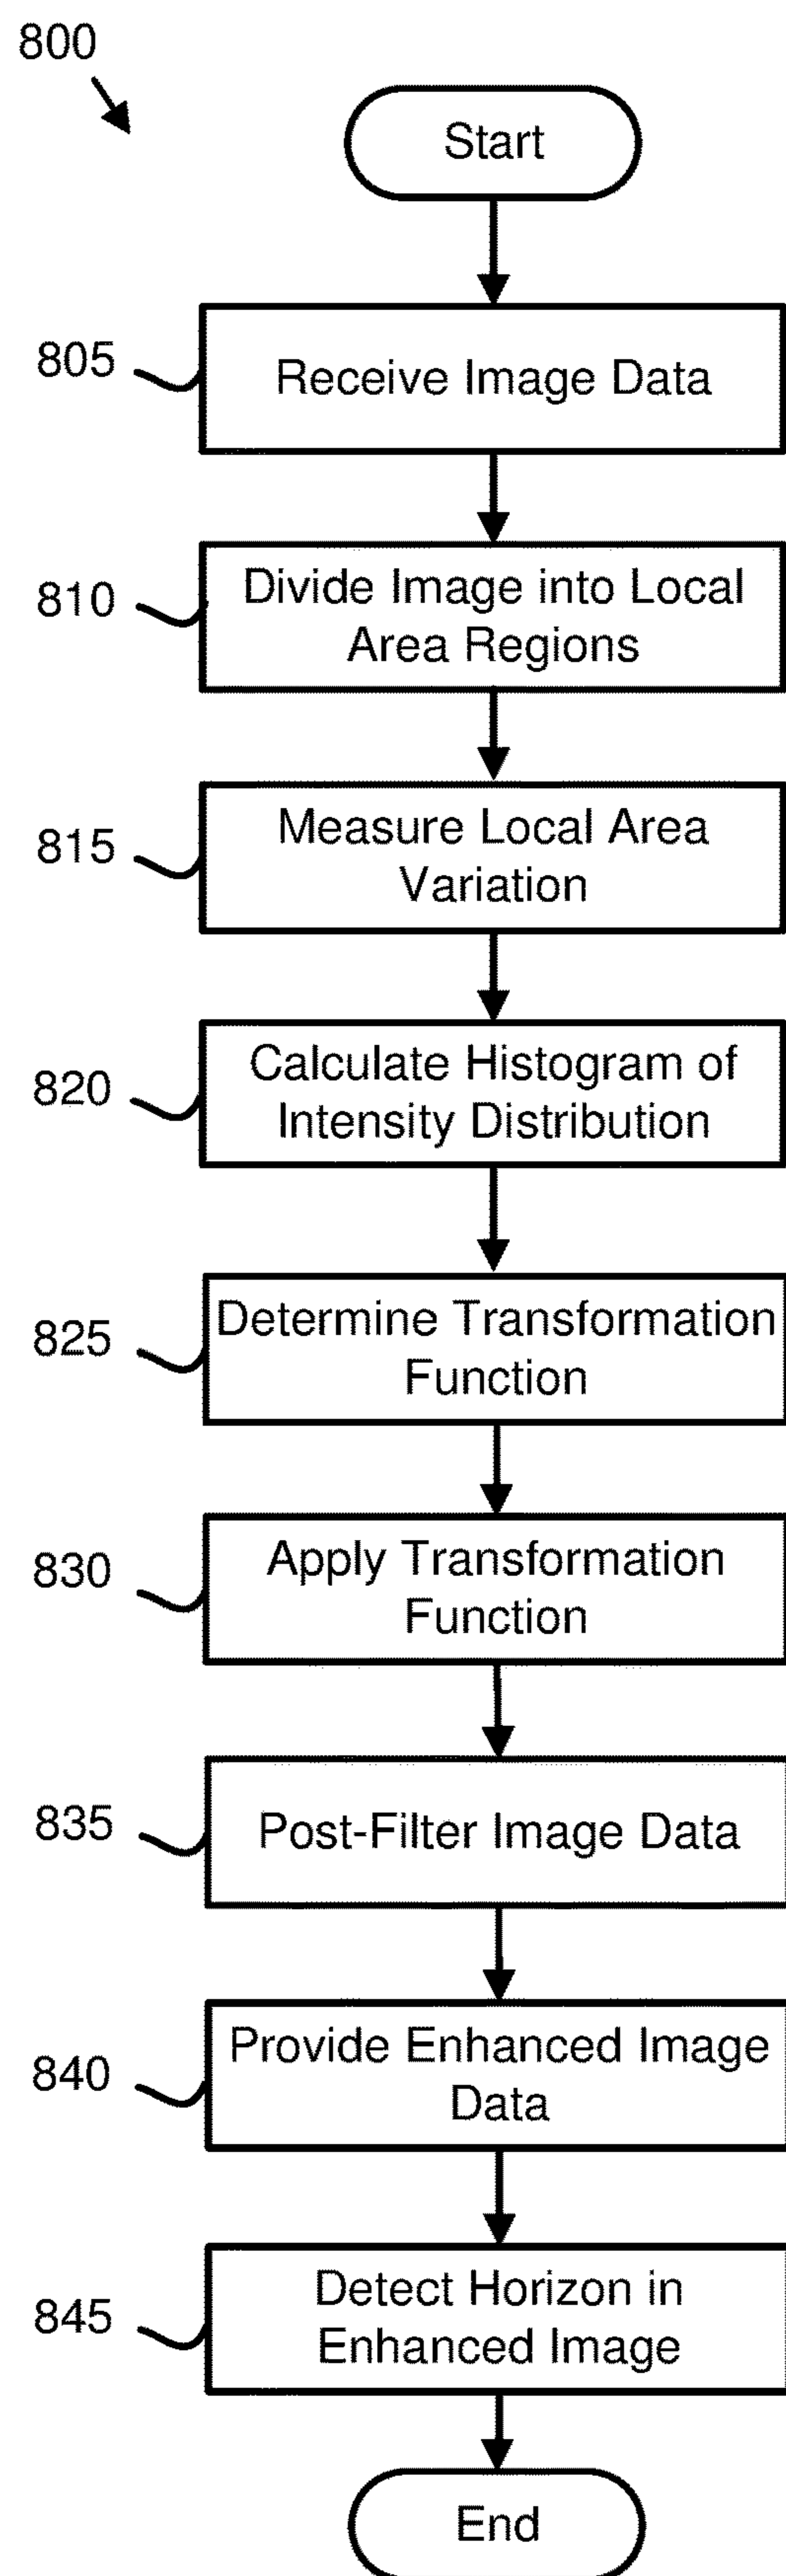 800
Start
805
Receive Image Data
810
Divide Image into Local
Area Regions
815
Measure Local Area
Variation
820
Calculate Histogram of
Intensity Distribution
825
Determine Transformation
Function
830
Apply Transformation
Function
835
Post-Filter Image Data
840
Provide Enhanced Image
Data
845
Detect Horizon in
Enhanced Image
End